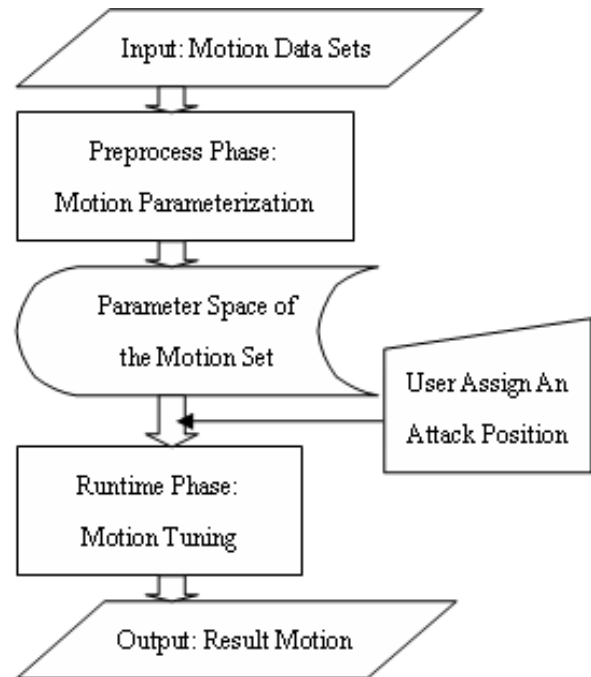 Input: Motion Data Sets
Preprocess Phase:
Motion Parameterization
Parameter Space of
the Motion Set
User Assign An
Attack Position
Runtime Phase:
Motion Tuning
Output: Result Motion